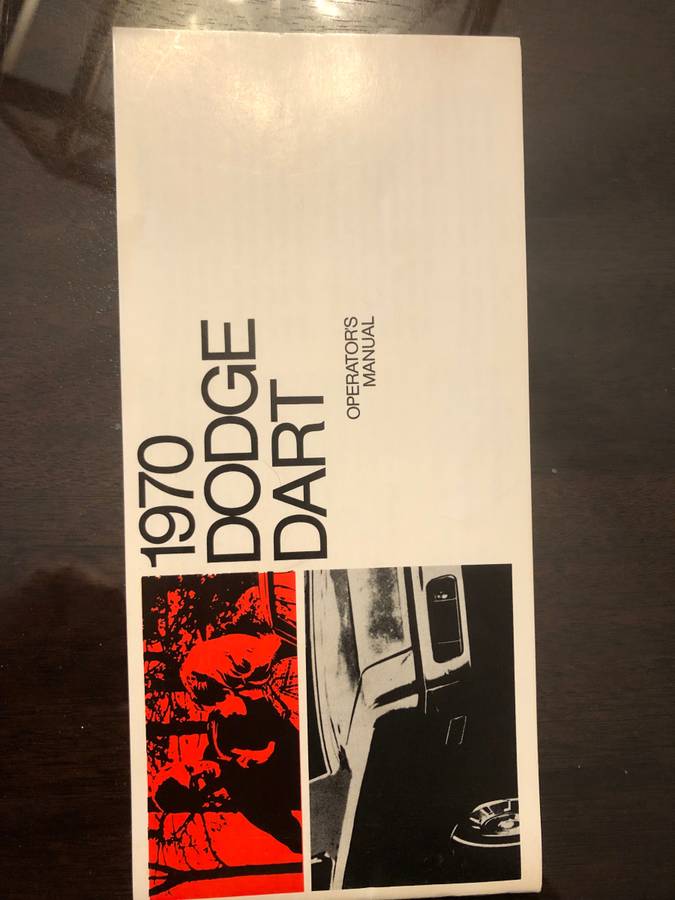 1970
DODGE
DART
OPERATOR'S
MANUAL